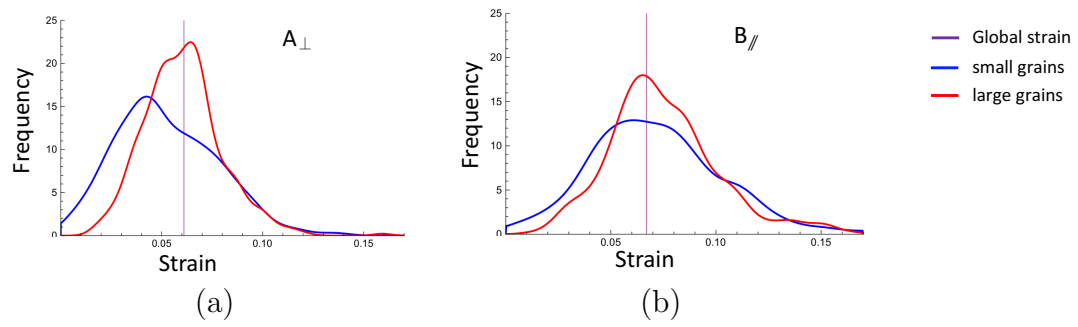 A⊥
25
20
15
10
5
0
0.05
0.10
0.15
Frequency
Strain
(a)
B⫽
25
20
15
10
5
0
0.05
0.10
0.15
Frequency
Strain
(b)
Global strain
small grains
large grains